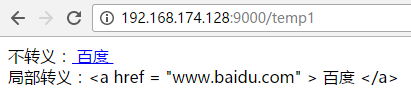 192.168.174.128:9000/temp1
不转义： 百度
局部转义：<a href = "www.baidu.com" > 百度 </a>